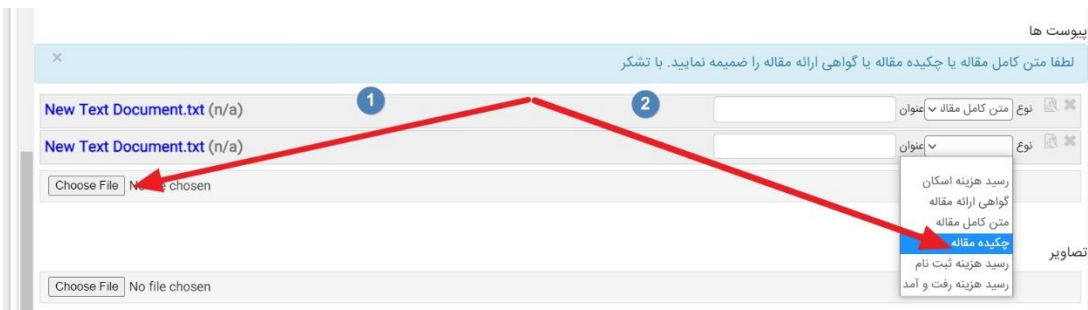 پیوست ها
×
لطفا متن کامل مقاله یا چکیده مقاله یا گواهی ارائه مقاله را ضمیمه نمایید. با تشکر
1
2
نوع متن کامل مقاله عنوان New Text Document.txt (n/a)
نوع عنوان New Text Document.txt (n/a)
Choose File No file chosen
رسید هزینه اسکان
گواهی ارائه مقاله
متن کامل مقاله
چکیده مقاله
رسید هزینه ثبت نام
رسید هزینه رفت و آمد
تصاویر
Choose File No file chosen